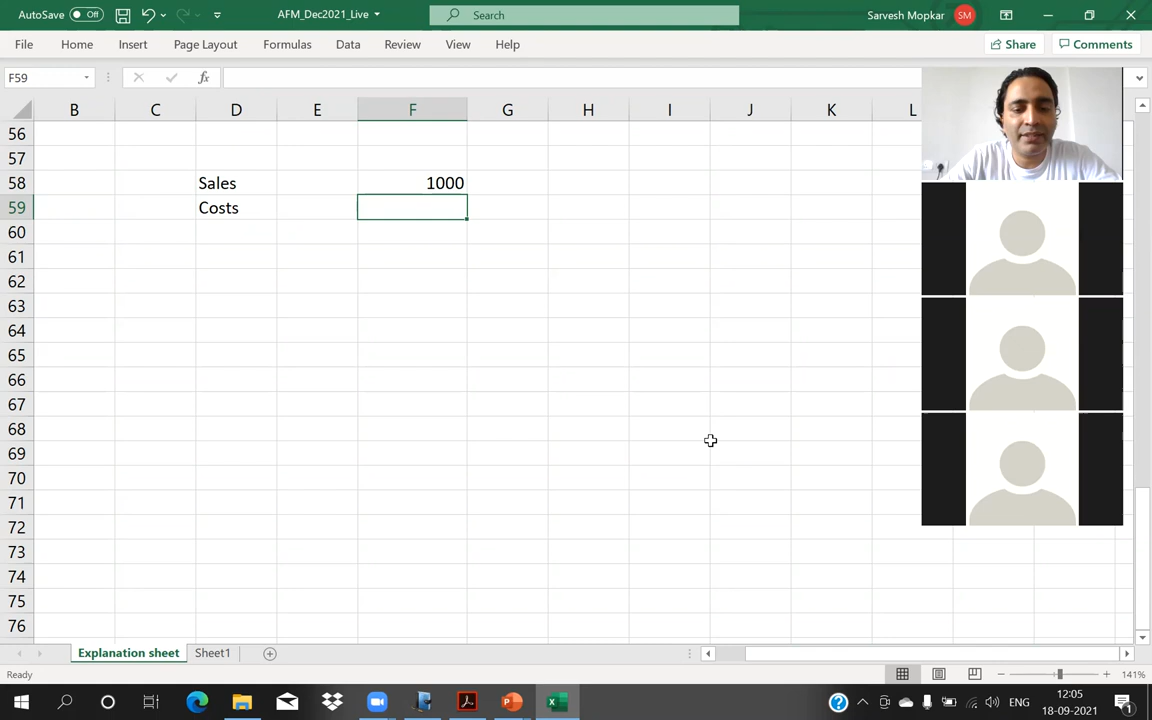 AutoSave Off AFM_Dec2021_Live Search Sarvesh Mopkar SM
File Home Insert Page Layout Formulas Data Review View Help Share Comments
F59 fx
B C D E F G H I J K L
56
57
58 Sales 1000
59 Costs
60
61
62
63
64
65
66
67
68
69
70
71
72
73
74
75
76
Explanation sheet Sheet1
Ready 141%
ENG 12:05
18-09-2021 1